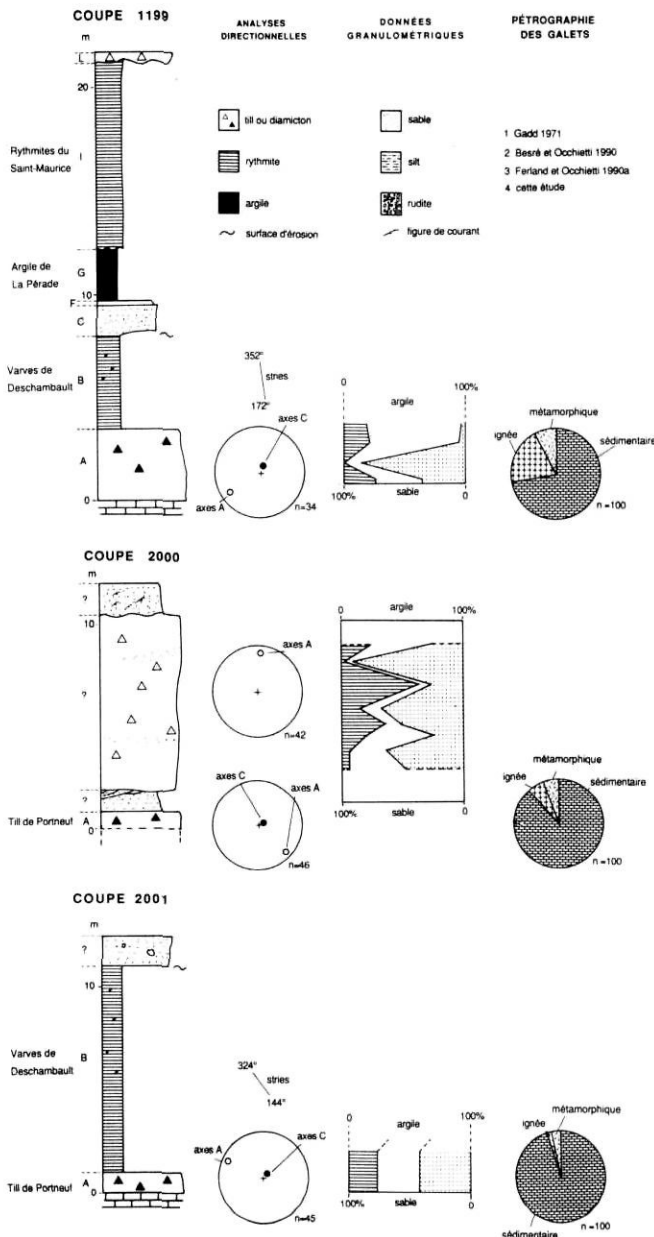 COUPE 1199
ANALYSES DIRECTIONNELLES
DONNÉES GRANULOMÉTRIQUES
PÉTROGRAPHIE DES GALETS
m
L
20
Rythmites du Saint-Maurice
I
Argile de La Pérade
G
10
F
C
Varves de Deschambault
B
A
0
till ou diamicton
rythmite
argile
surface d'érosion
sable
silt
rudite
figure de courant
1 Gadd 1971
2 Besré et Occhietti 1990
3 Ferland et Occhietti 1990a
4 cette étude
352°
stries
172°
axes C
axes A
n=34
0
100%
argile
100%
sable
0
métamorphique
ignée
sédimentaire
n =100
COUPE 2000
m
?
10
?
?
Till de Portneuf
A
0
axes A
n=42
axes C
axes A
n=46
0
argile
100%
100%
sable
0
métamorphique
ignée
sédimentaire
n =100
COUPE 2001
m
?
10
Varves de Deschambault
B
Till de Portneuf
A
0
324°
stries
144°
axes A
axes C
n=45
0
argile
100%
100%
sable
0
métamorphique
ignée
sédimentaire
n =100